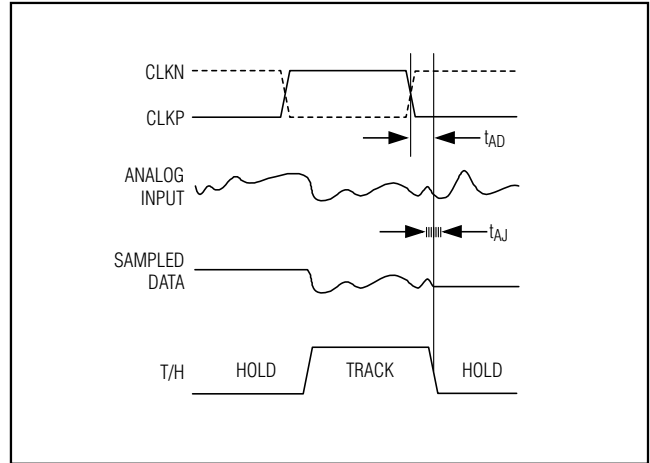 CLKN
CLKP
tAD
ANALOG
INPUT
tAJ
SAMPLED
DATA
T/H
HOLD
TRACK
HOLD